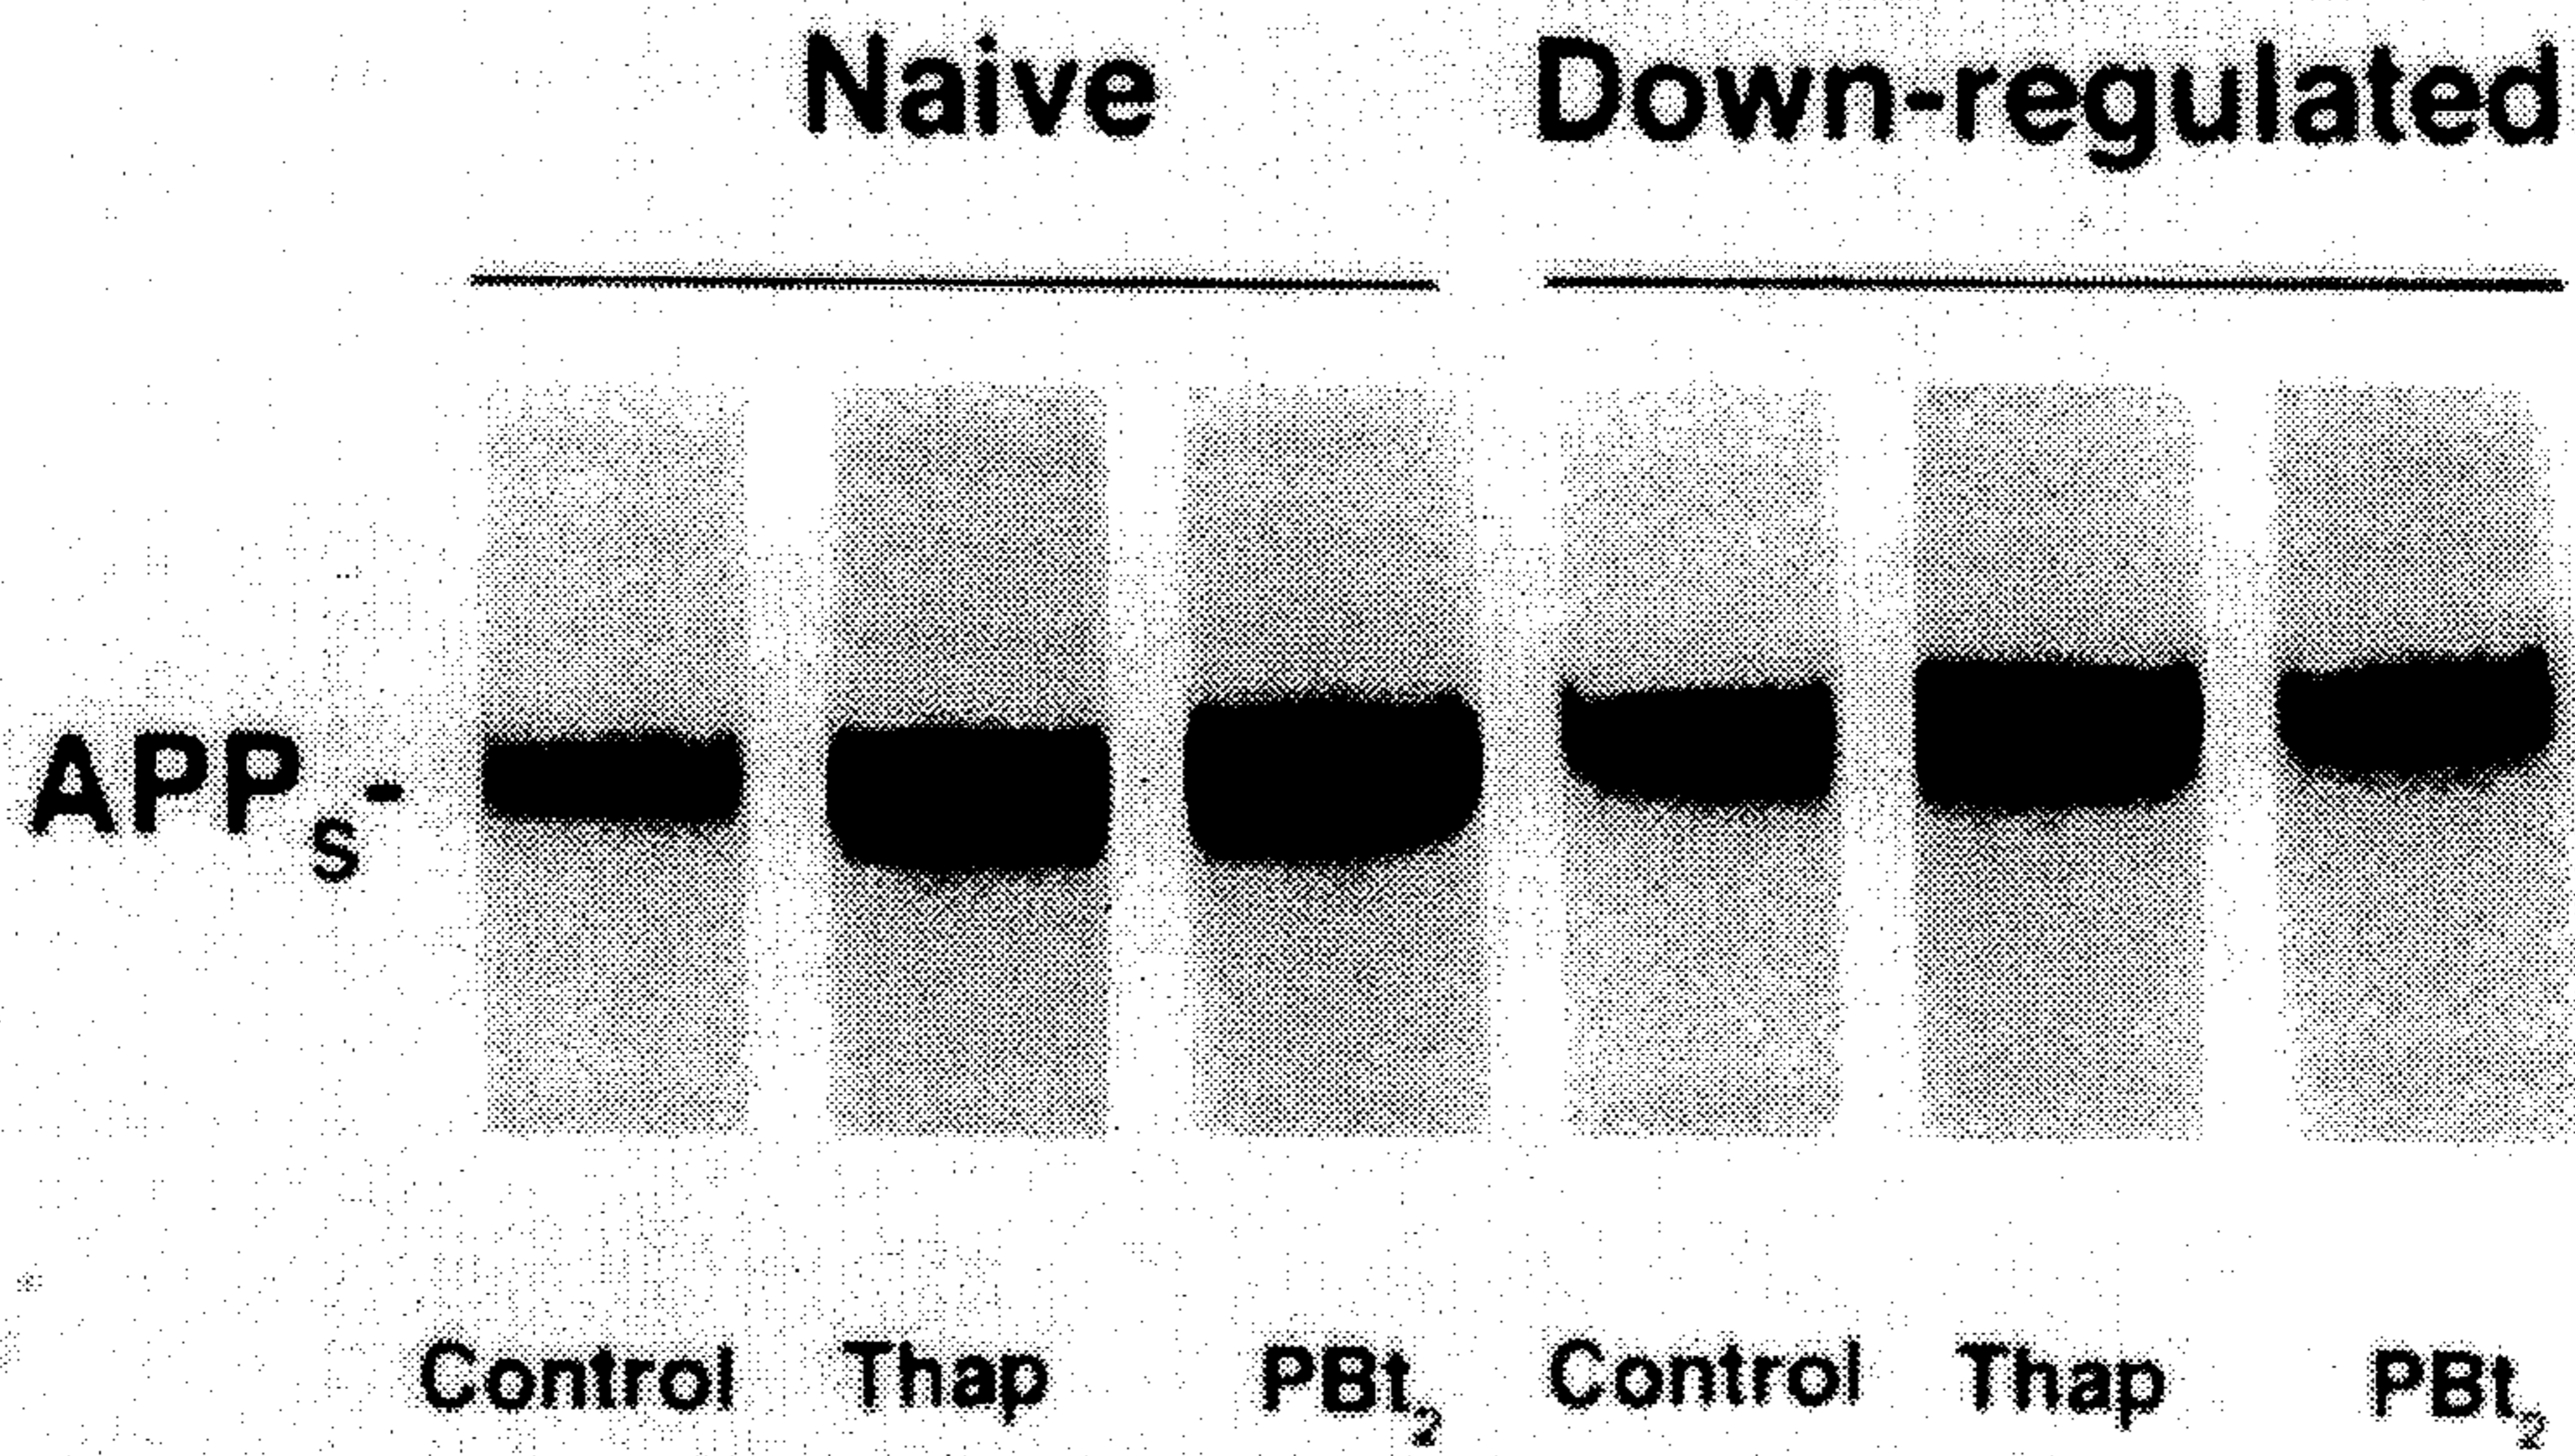 Naive Down-regulated
APPs-
Control Thap PBt2 Control Thap PBt2